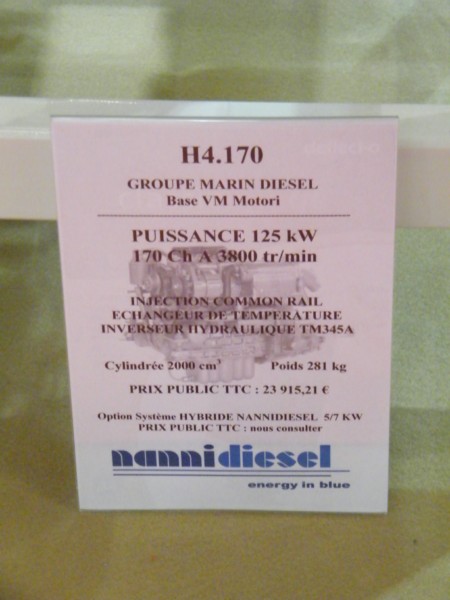 H4.170
GROUPE MARIN DIESEL
Base VM Motori
PUISSANCE 125 kW
170 Ch A 3800 tr/min
INJECTION COMMON RAIL
ECHANGEUR DE TEMPERATURE
INVERSEUR HYDRAULIQUE TM345A
Cylindrée 2000 cm³ Poids 281 kg
PRIX PUBLIC TTC : 23 915,21 €
Option Système HYBRIDE NANNIDIESEL 5/7 KW
PRIX PUBLIC TTC : nous consulter
nannidiesel
energy in blue